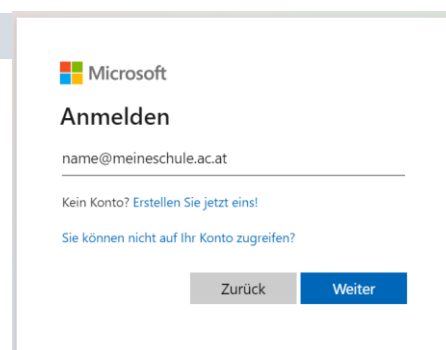 Microsoft
Anmelden
name@meineschule.ac.at
Kein Konto? Erstellen Sie jetzt eins!
Sie können nicht auf Ihr Konto zugreifen?
Zurück Weiter